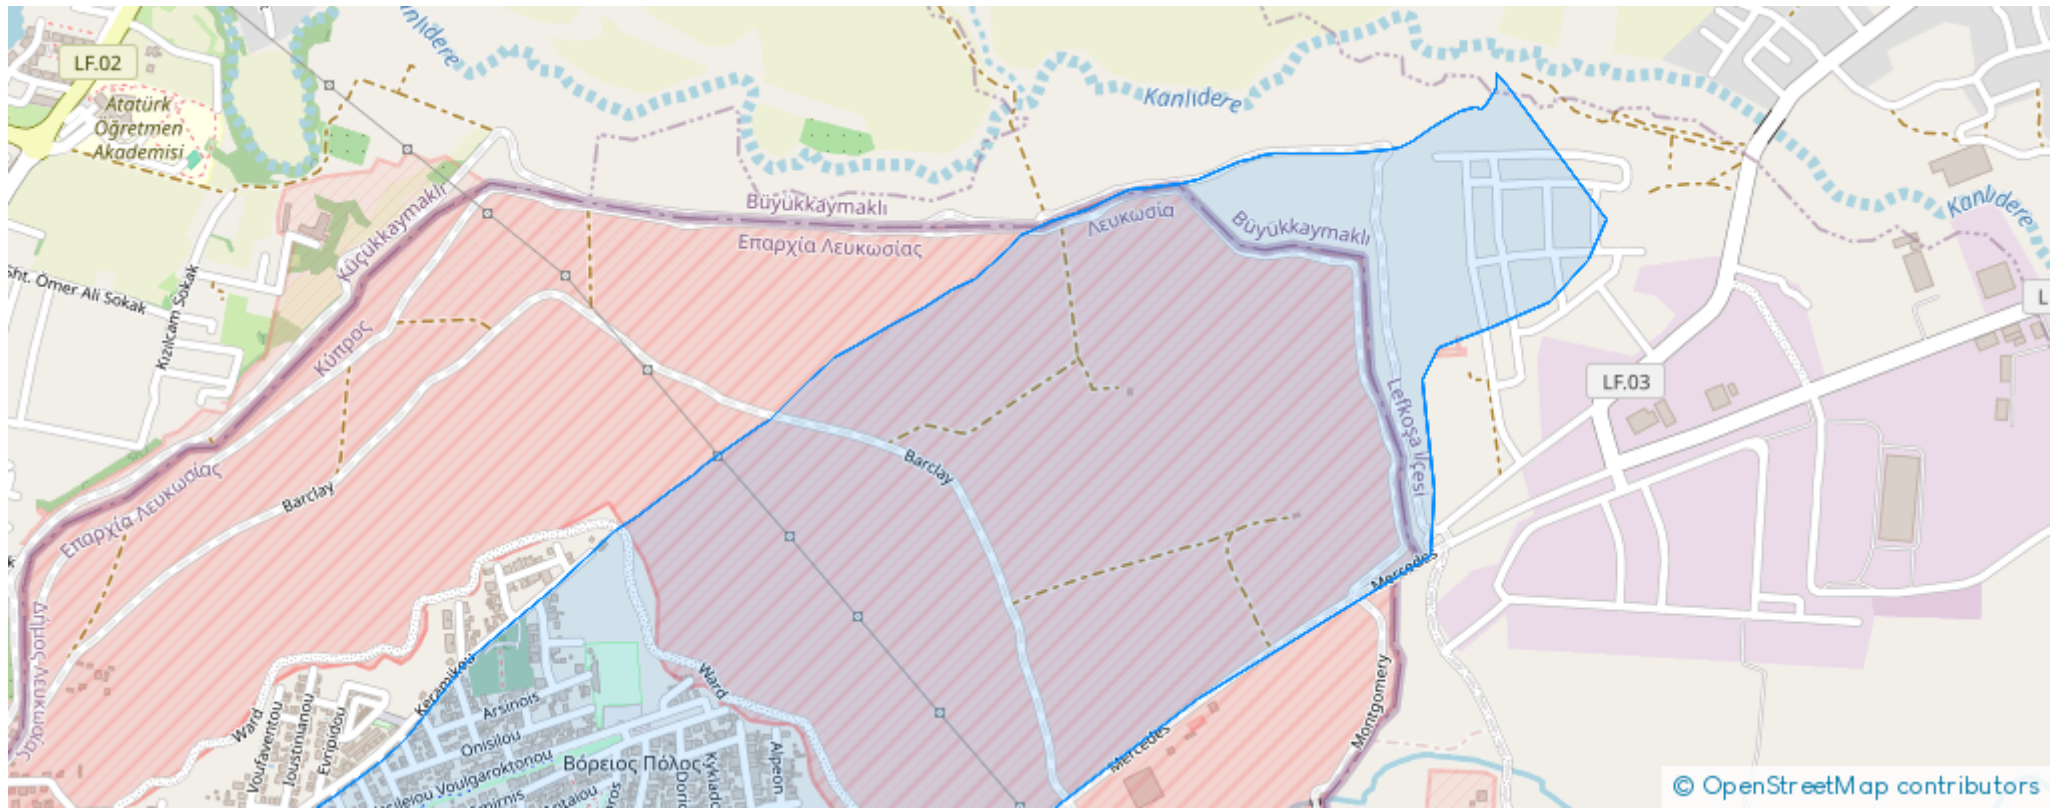 LF.02
Atatürk
Öğretmen
Akademisi
Kanlıdere
Kanlıdere
Küçükkaymaklı
Büyükkaymaklı
Επαρχία Λευκωσίας
Λευκωσία
Büyükkaymaklı
Kızılcam Sokak
Ömer Ali Sokak
Κύπρος
LF.03
Lefkoşa İlçesi
Barclay
Barclay
Επαρχία Λευκωσίας
Mercedes
Δήμος Λευκωσίας
Keramikou
Ward
Ward
Arsinois
Onisilou
Voufaventou
Ioustinianou
Evripidou
Βόρειος Πόλος
Alpeon
Mercedes
Montgomery
Voulgaroktonou
© OpenStreetMap contributors